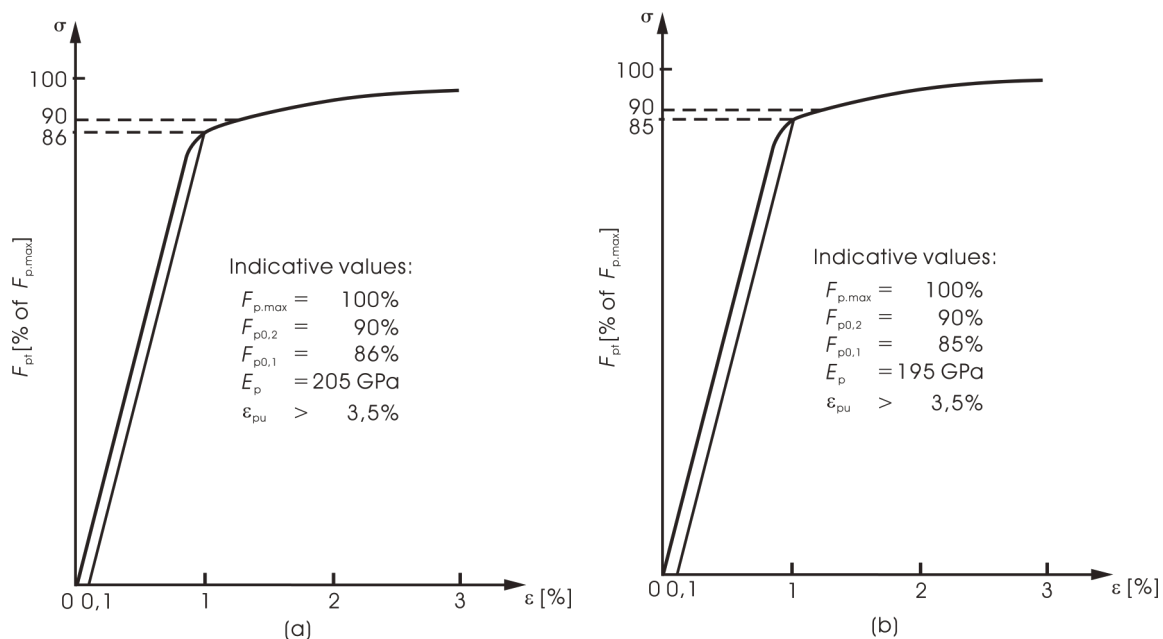 σ
100
90
86
F_pt [% of F_p.max]
Indicative values:
F_p.max = 100%
F_p0,2 = 90%
F_p0,1 = 86%
E_p = 205 GPa
ε_pu > 3,5%
0 0,1 1 2 3 ε [%]
(a)
σ
100
90
85
F_pt [% of F_p.max]
Indicative values:
F_p.max = 100%
F_p0,2 = 90%
F_p0,1 = 85%
E_p = 195 GPa
ε_pu > 3,5%
0 0,1 1 2 3 ε [%]
(b)